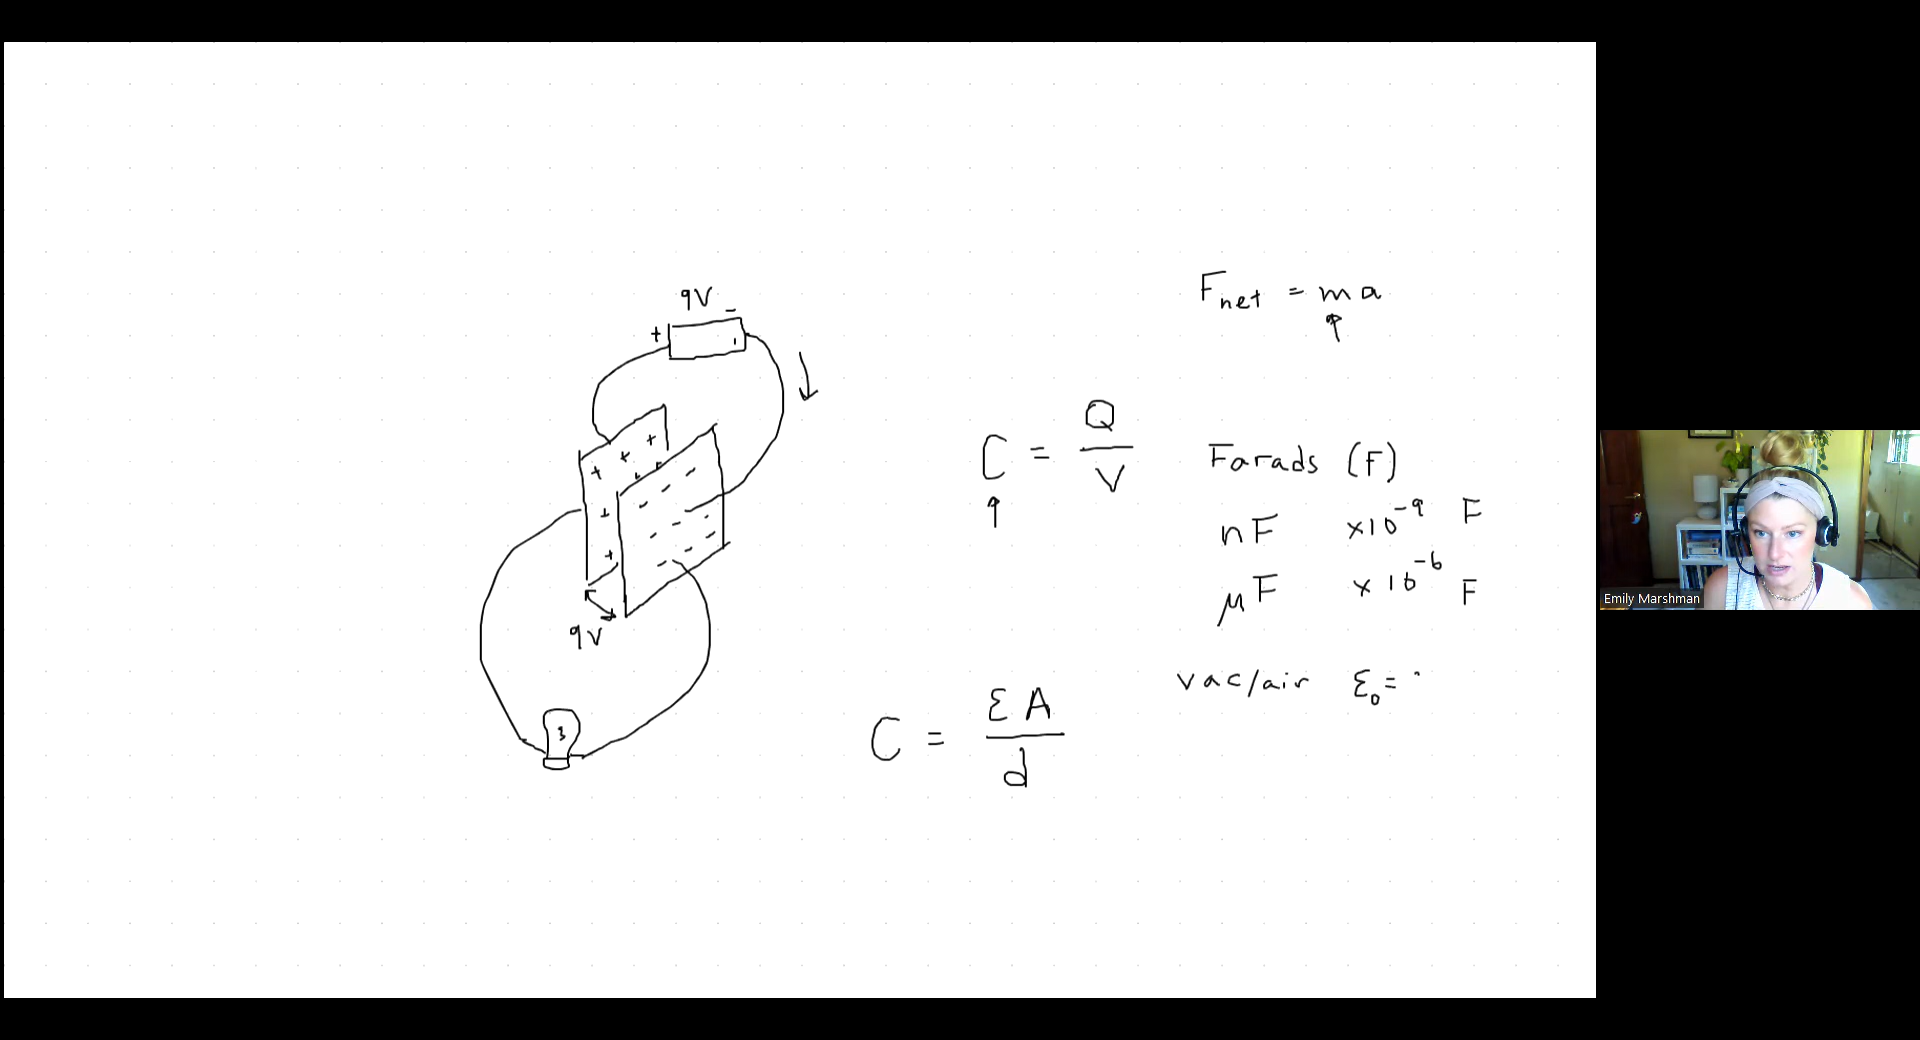 9V
+ -
F_net = ma
C = Q/V Farads (F)
nF ×10^-9 F
μF ×10^-6 F
9V
vac/air ε₀ =
C = εA/d
Emily Marshman